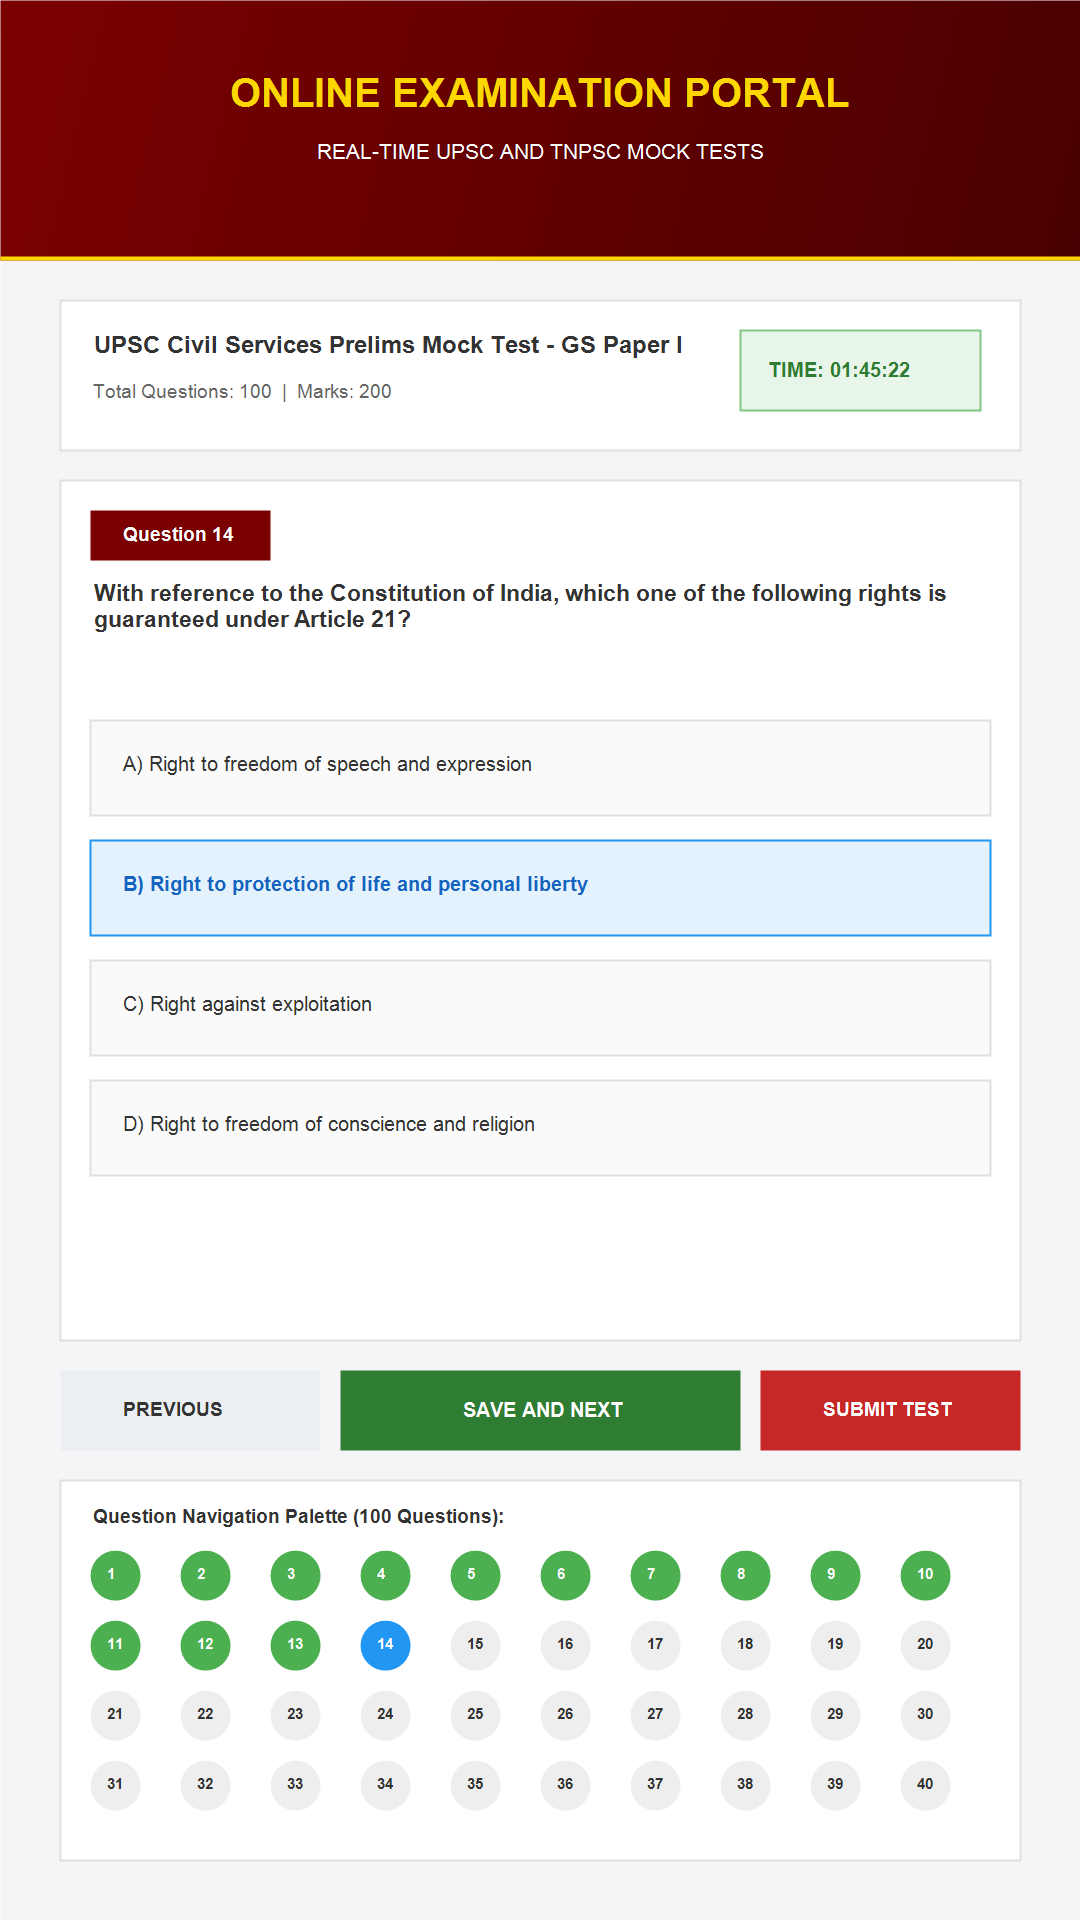 ONLINE EXAMINATION PORTAL
REAL-TIME UPSC AND TNPSC MOCK TESTS
UPSC Civil Services Prelims Mock Test - GS Paper I
Total Questions: 100 | Marks: 200
TIME: 01:45:22
Question 14
With reference to the Constitution of India, which one of the following rights is
guaranteed under Article 21?
A) Right to freedom of speech and expression
B) Right to protection of life and personal liberty
C) Right against exploitation
D) Right to freedom of conscience and religion
PREVIOUS
SAVE AND NEXT
SUBMIT TEST
Question Navigation Palette (100 Questions):
1 2 3 4 5 6 7 8 9 10
11 12 13 14 15 16 17 18 19 20
21 22 23 24 25 26 27 28 29 30
31 32 33 34 35 36 37 38 39 40